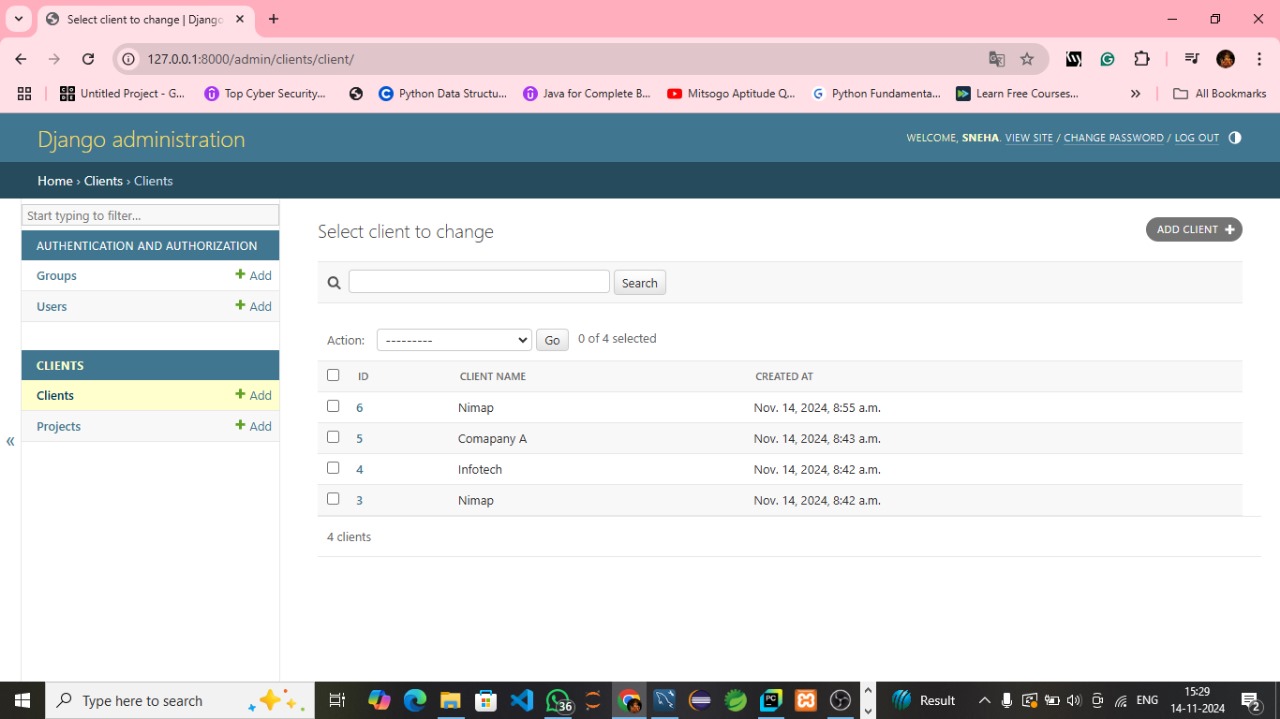 Select client to change | Django
127.0.0.1:8000/admin/clients/client/
Untitled Project - G...
Top Cyber Security...
Python Data Structu...
Java for Complete B...
Mitsogo Aptitude Q...
Python Fundamenta...
Learn Free Courses...
»
All Bookmarks
Django administration
WELCOME, SNEHA. VIEW SITE / CHANGE PASSWORD / LOG OUT
Home › Clients › Clients
Start typing to filter...
AUTHENTICATION AND AUTHORIZATION
Groups + Add
Users + Add
CLIENTS
Clients + Add
Projects + Add
«
Select client to change
ADD CLIENT +
Search
Action: --------- Go 0 of 4 selected
ID CLIENT NAME CREATED AT
6 Nimap Nov. 14, 2024, 8:55 a.m.
5 Comapany A Nov. 14, 2024, 8:43 a.m.
4 Infotech Nov. 14, 2024, 8:42 a.m.
3 Nimap Nov. 14, 2024, 8:42 a.m.
4 clients
Type here to search
36
PC
Result
ENG
15:29
14-11-2024
2